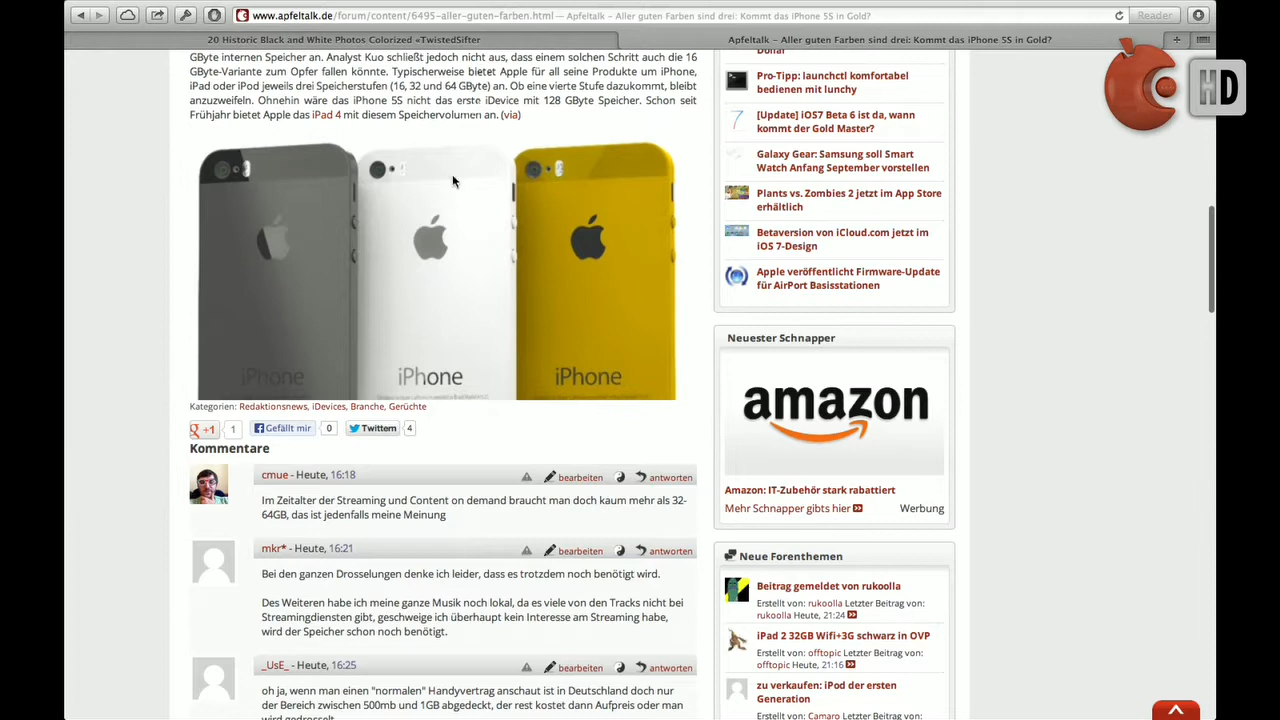 www.apfeltalk.de/forum/content/6495-aller-guten-farben.html — Apfeltalk – Aller guten Farben sind drei: Kommt das iPhone 5S in Gold?
Reader
20 Historic Black and White Photos Colorized «TwistedSifter
Apfeltalk – Aller guten Farben sind drei: Kommt das iPhone 5S in Gold?
HD
GByte internen Speicher an. Analyst Kuo schließt jedoch nicht aus, dass einem solchen Schritt auch die 16
GByte-Variante zum Opfer fallen könnte. Typischerweise bietet Apple für all seine Produkte um iPhone,
iPad oder iPod jeweils drei Speicherstufen (16, 32 und 64 GByte) an. Ob eine vierte Stufe dazukommt, bleibt
anzuzweifeln. Ohnehin wäre das iPhone 5S nicht das erste iDevice mit 128 GByte Speicher. Schon seit
Frühjahr bietet Apple das iPad 4 mit diesem Speichervolumen an. (via)
iPhone
iPhone
iPhone
Kategorien: Redaktionsnews, iDevices, Branche, Gerüchte
g +1
1
Gefällt mir
0
Twittern
4
Kommentare
cmue - Heute, 16:18
bearbeiten
antworten
Im Zeitalter der Streaming und Content on demand braucht man doch kaum mehr als 32-
64GB, das ist jedenfalls meine Meinung
mkr* - Heute, 16:21
bearbeiten
antworten
Bei den ganzen Drosselungen denke ich leider, dass es trotzdem noch benötigt wird.
Des Weiteren habe ich meine ganze Musik noch lokal, da es viele von den Tracks nicht bei
Streamingdiensten gibt, geschweige ich überhaupt kein Interesse am Streaming habe,
wird der Speicher schon noch benötigt.
_UsE_ - Heute, 16:25
bearbeiten
antworten
oh ja, wenn man einen "normalen" Handyvertrag anschaut ist in Deutschland doch nur
der Bereich zwischen 500mb und 1GB abgedeckt, der rest kostet dann Aufpreis oder man
wird gedrosselt
Dollar
Pro-Tipp: launchctl komfortabel
bedienen mit lunchy
[Update] iOS7 Beta 6 ist da, wann
kommt der Gold Master?
Galaxy Gear: Samsung soll Smart
Watch Anfang September vorstellen
Plants vs. Zombies 2 jetzt im App Store
erhältlich
Betaversion von iCloud.com jetzt im
iOS 7-Design
Apple veröffentlicht Firmware-Update
für AirPort Basisstationen
Neuester Schnapper
amazon
Amazon: IT-Zubehör stark rabattiert
Mehr Schnapper gibts hier
Werbung
Neue Forenthemen
Beitrag gemeldet von rukoolla
Erstellt von: rukoolla Letzter Beitrag von:
rukoolla Heute, 21:24
iPad 2 32GB Wifi+3G schwarz in OVP
Erstellt von: offtopic Letzter Beitrag von:
offtopic Heute, 21:16
zu verkaufen: iPod der ersten
Generation
Erstellt von: Camaro Letzter Beitrag von: